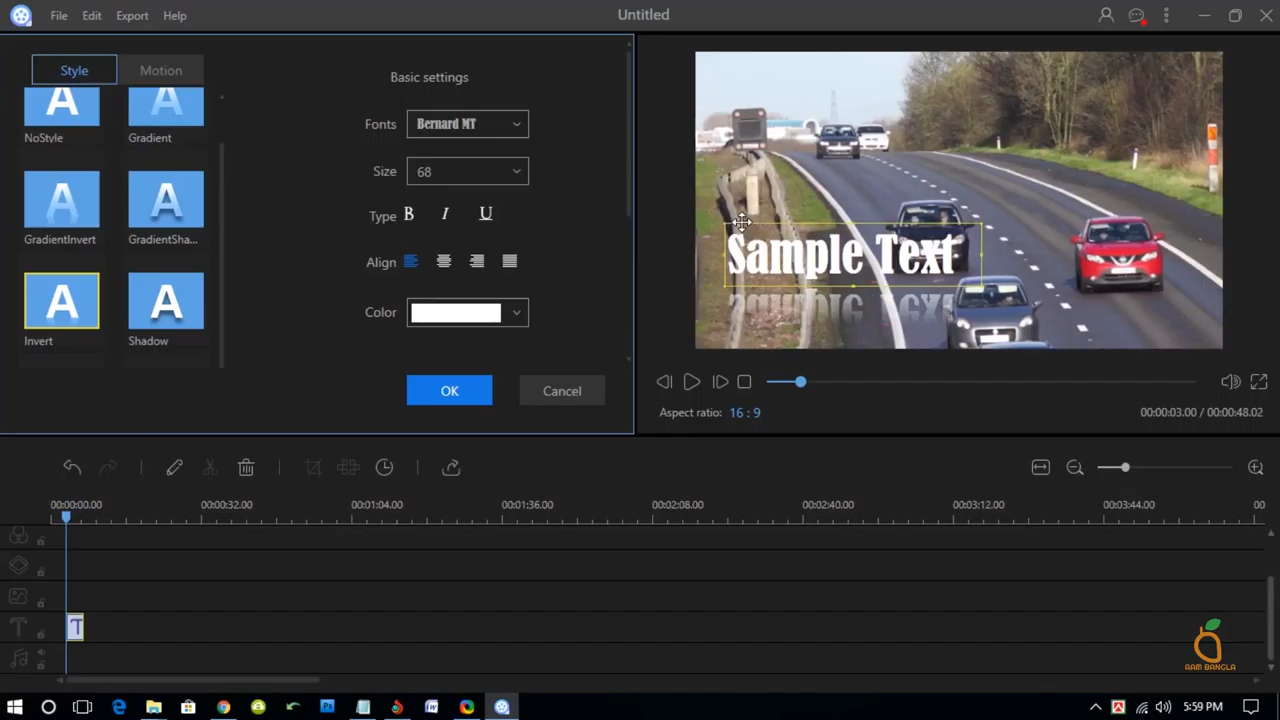 File Edit Export Help
Untitled
Style Motion
NoStyle Gradient
GradientInvert GradientSha...
Invert Shadow
Basic settings
Fonts Bernard MT
Size 68
Type B I U
Align
Color
OK Cancel
Sample Text
Aspect ratio: 16 : 9
00:00:03.00 / 00:00:48.02
00:00:00.00 00:00:32.00 00:01:04.00 00:01:36.00 00:02:08.00 00:02:40.00 00:03:12.00 00:03:44.00 00
T T
AAM BANGLA
5:59 PM